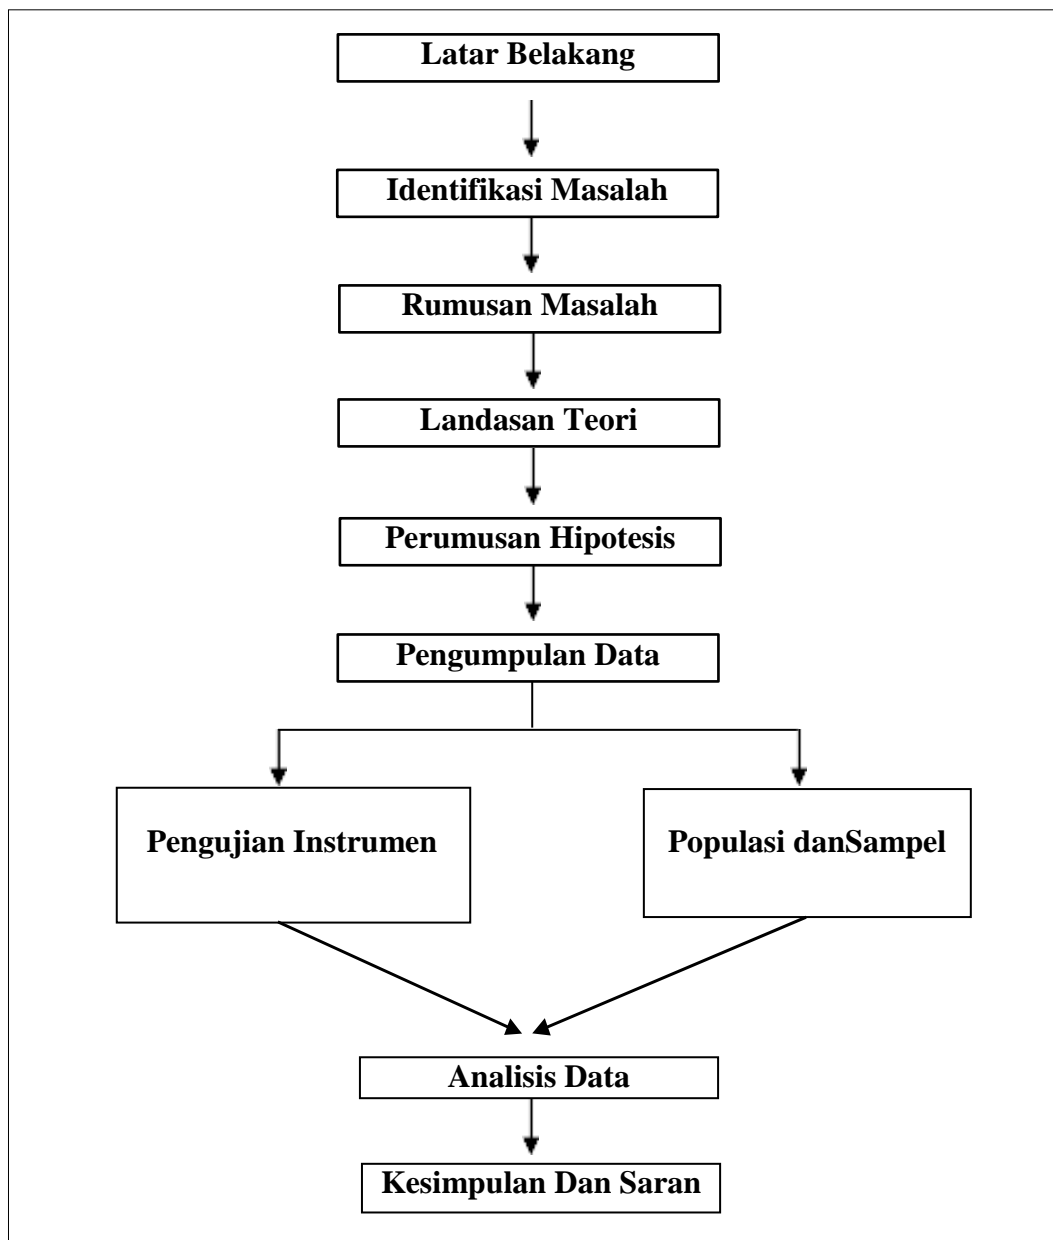 Latar Belakang
Identifikasi Masalah
Rumusan Masalah
Landasan Teori
Perumusan Hipotesis
Pengumpulan Data
Pengujian Instrumen
Populasi danSampel
Analisis Data
Kesimpulan Dan Saran